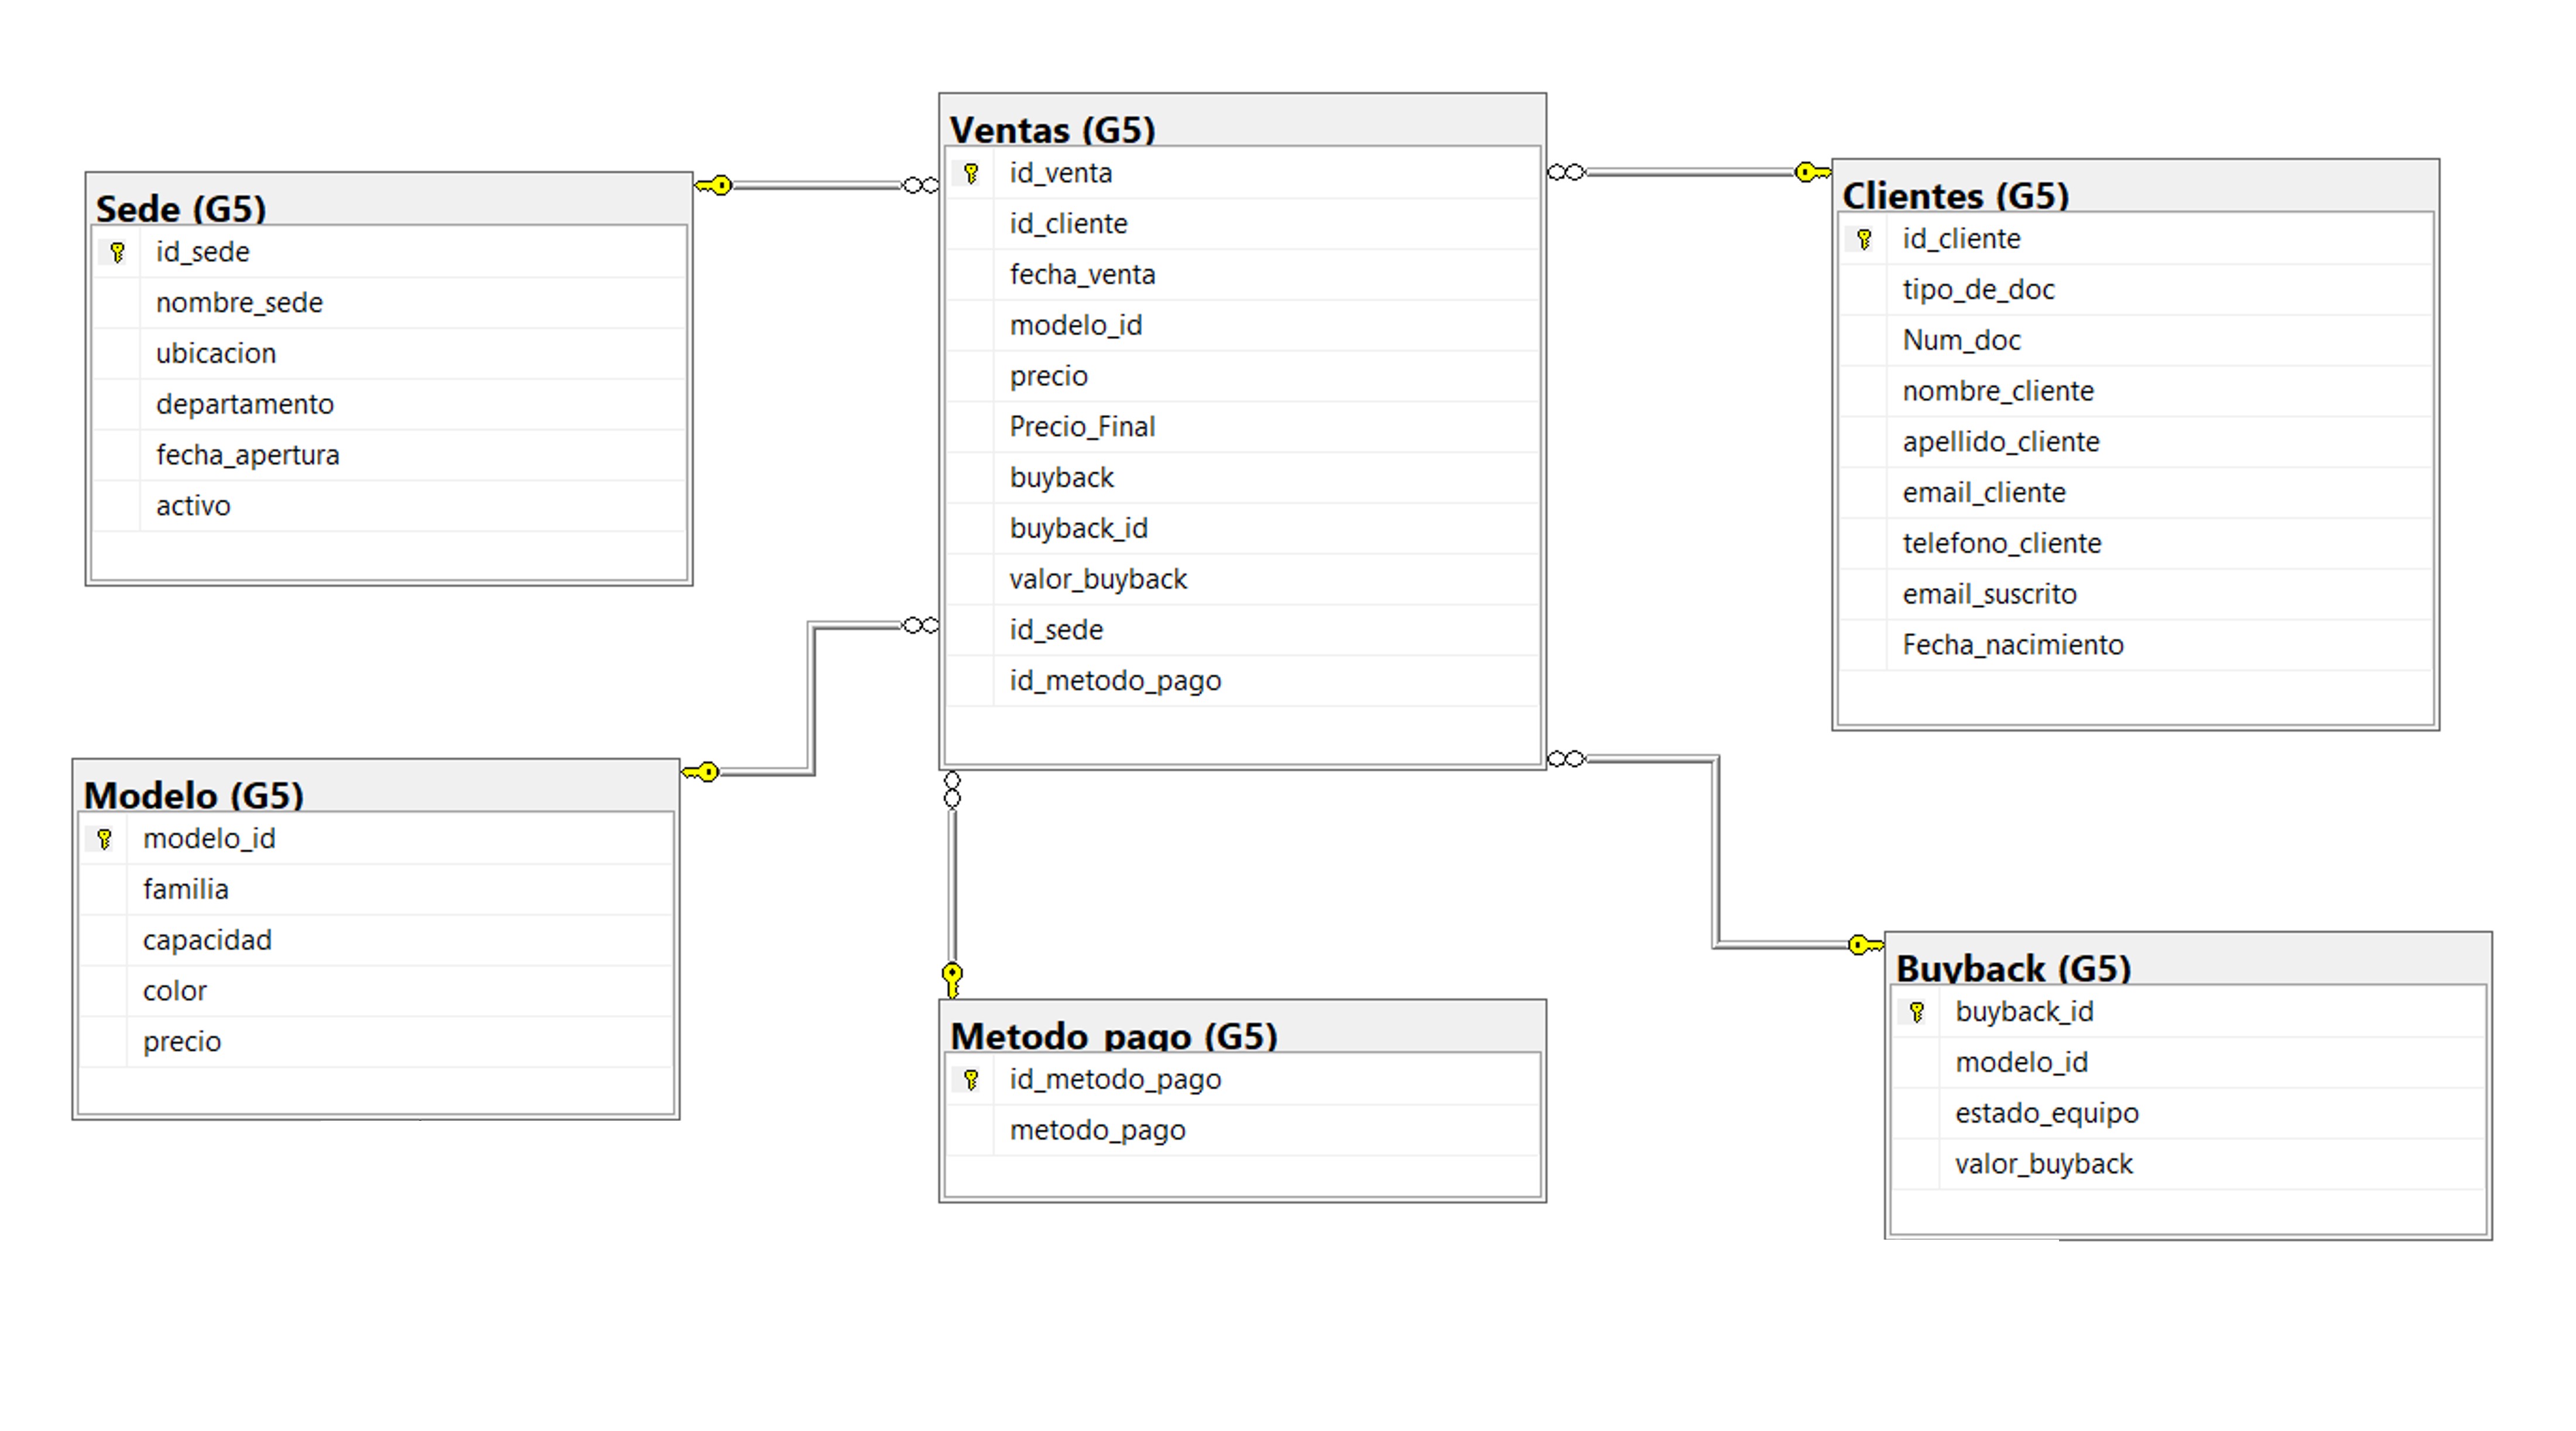 Ventas (G5)
id_venta
id_cliente
fecha_venta
modelo_id
precio
Precio_Final
buyback
buyback_id
valor_buyback
id_sede
id_metodo_pago
Sede (G5)
id_sede
nombre_sede
ubicacion
departamento
fecha_apertura
activo
Clientes (G5)
id_cliente
tipo_de_doc
Num_doc
nombre_cliente
apellido_cliente
email_cliente
telefono_cliente
email_suscrito
Fecha_nacimiento
Modelo (G5)
modelo_id
familia
capacidad
color
precio
Metodo_pago (G5)
id_metodo_pago
metodo_pago
Buyback (G5)
buyback_id
modelo_id
estado_equipo
valor_buyback